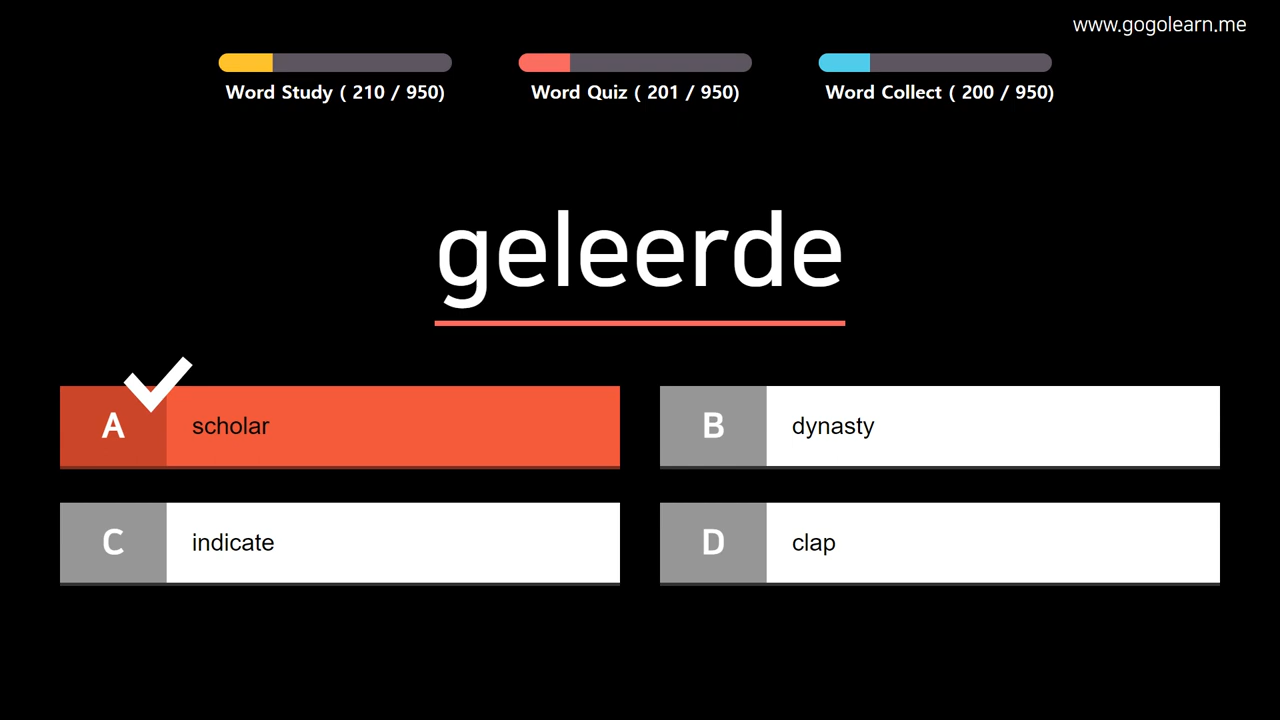 www.gogolearn.me
Word Study ( 210 / 950)
Word Quiz ( 201 / 950)
Word Collect ( 200 / 950)
geleerde
A scholar
B dynasty
C indicate
D clap